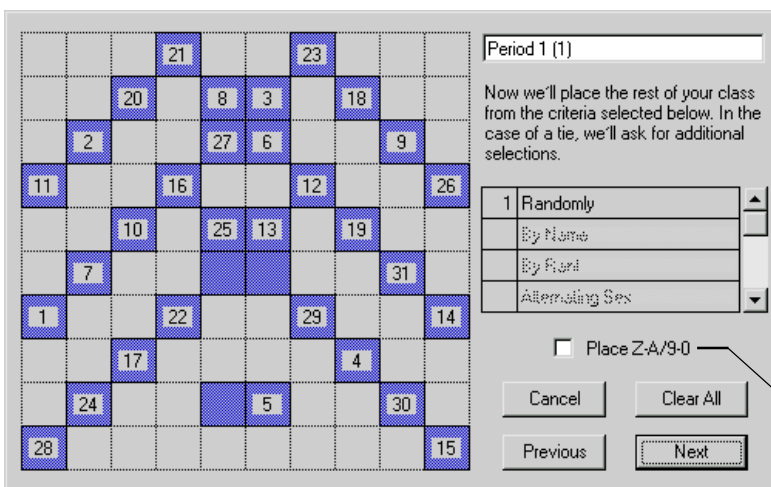 21 23
20 8 3 18
2 27 6 9
11 16 12 26
10 25 13 19
7 31
1 22 29 14
17 4
24 5 30
28 15
Period 1 (1)
Now we'll place the rest of your class
from the criteria selected below. In the
case of a tie, we'll ask for additional
selections.
1 Randomly
By Name
By Rank
Alternating Sex
Place Z-A/9-0
Cancel Clear All
Previous Next